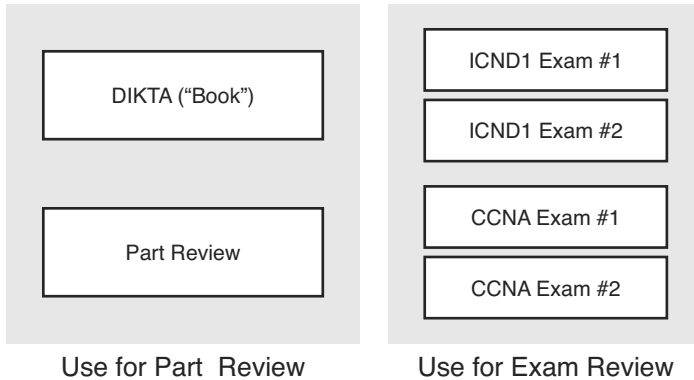 DIKTA (“Book”)
Part Review
Use for Part Review
ICND1 Exam #1
ICND1 Exam #2
CCNA Exam #1
CCNA Exam #2
Use for Exam Review